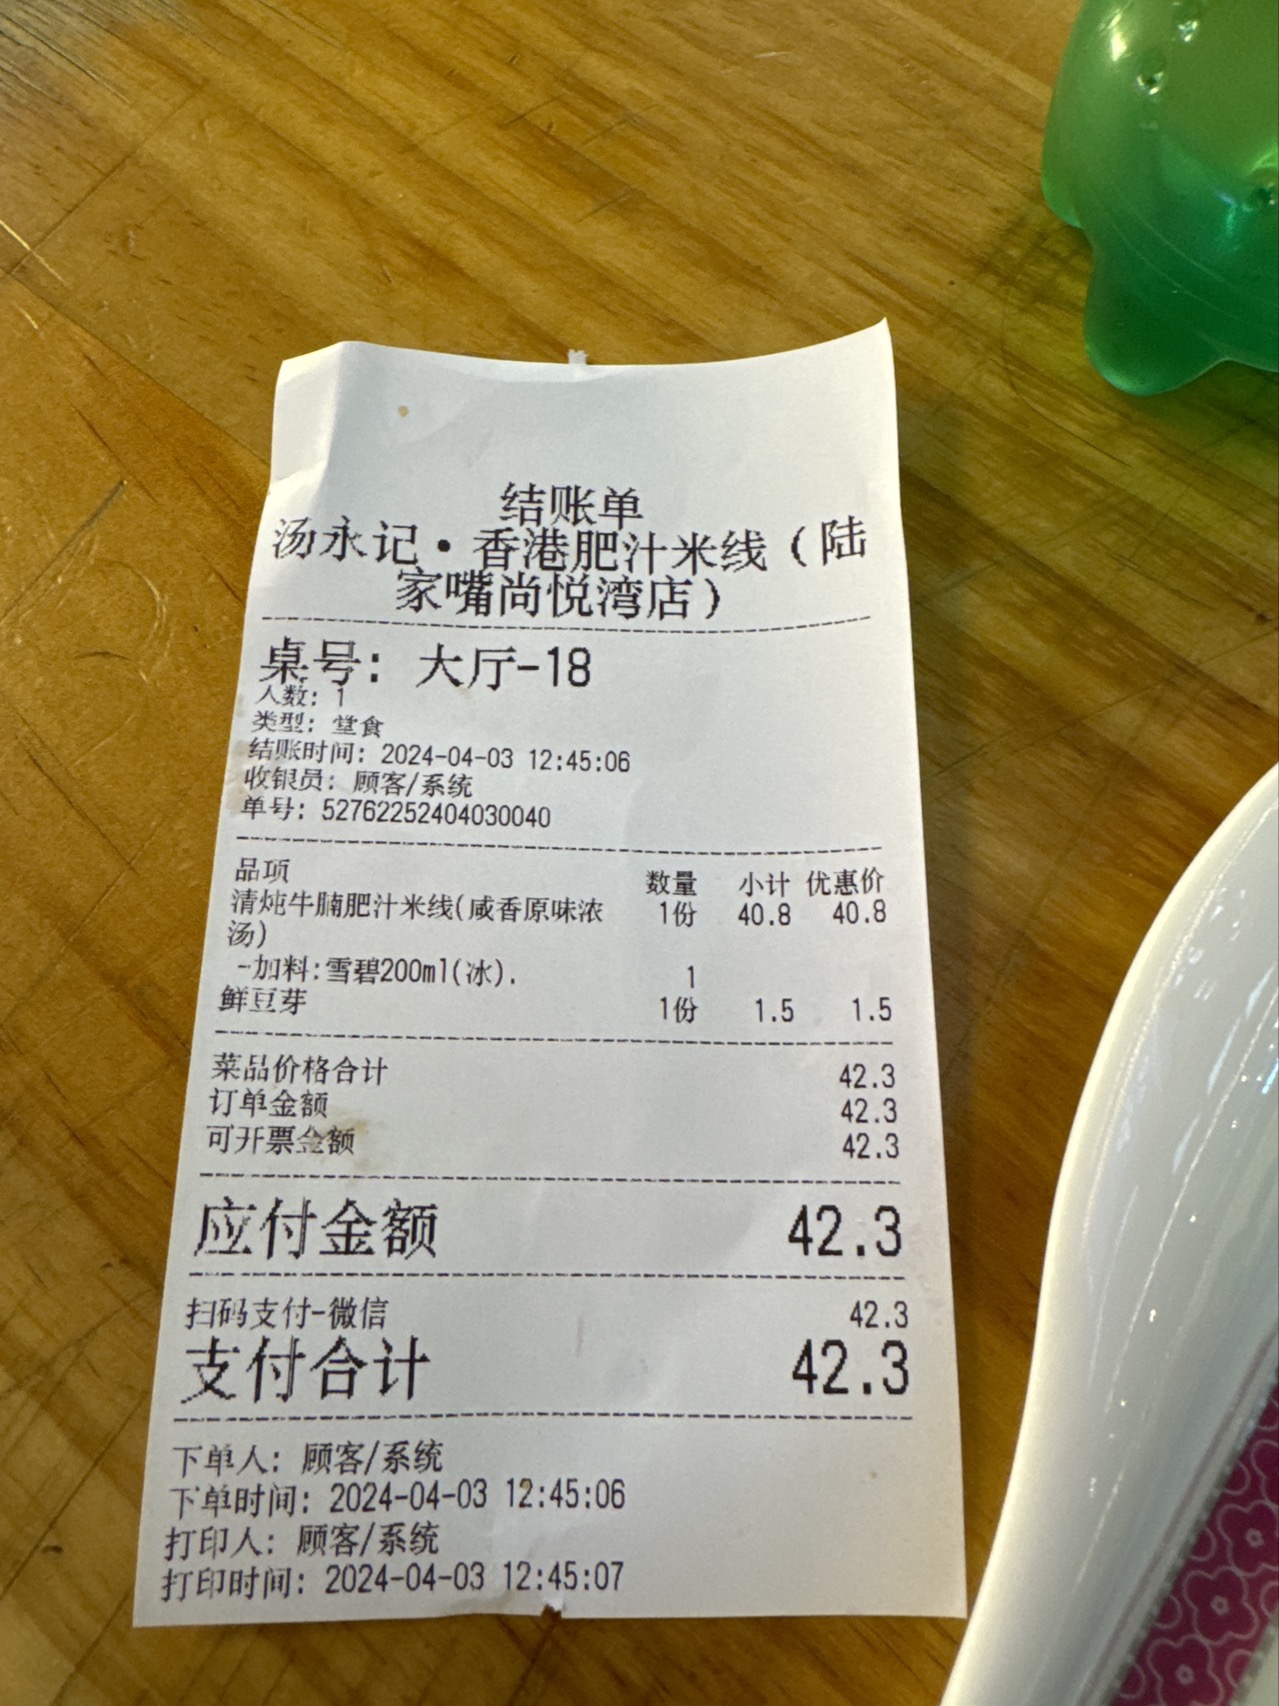 结账单
汤永记•香港肥汁米线（陆
家嘴尚悦湾店）
桌号： 大厅-18
人数：1
类型：堂食
结账时间：2024-04-03 12:45:06
收银员：顾客/系统
单号：52762252404030040
品项 数量 小计 优惠价
清炖牛腩肥汁米线(咸香原味浓 1份 40.8 40.8
汤)
-加料:雪碧200ml(冰). 1
鲜豆芽 1份 1.5 1.5
菜品价格合计 42.3
订单金额 42.3
可开票金额 42.3
应付金额 42.3
扫码支付-微信 42.3
支付合计 42.3
下单人：顾客/系统
下单时间：2024-04-03 12:45:06
打印人：顾客/系统
打印时间：2024-04-03 12:45:07